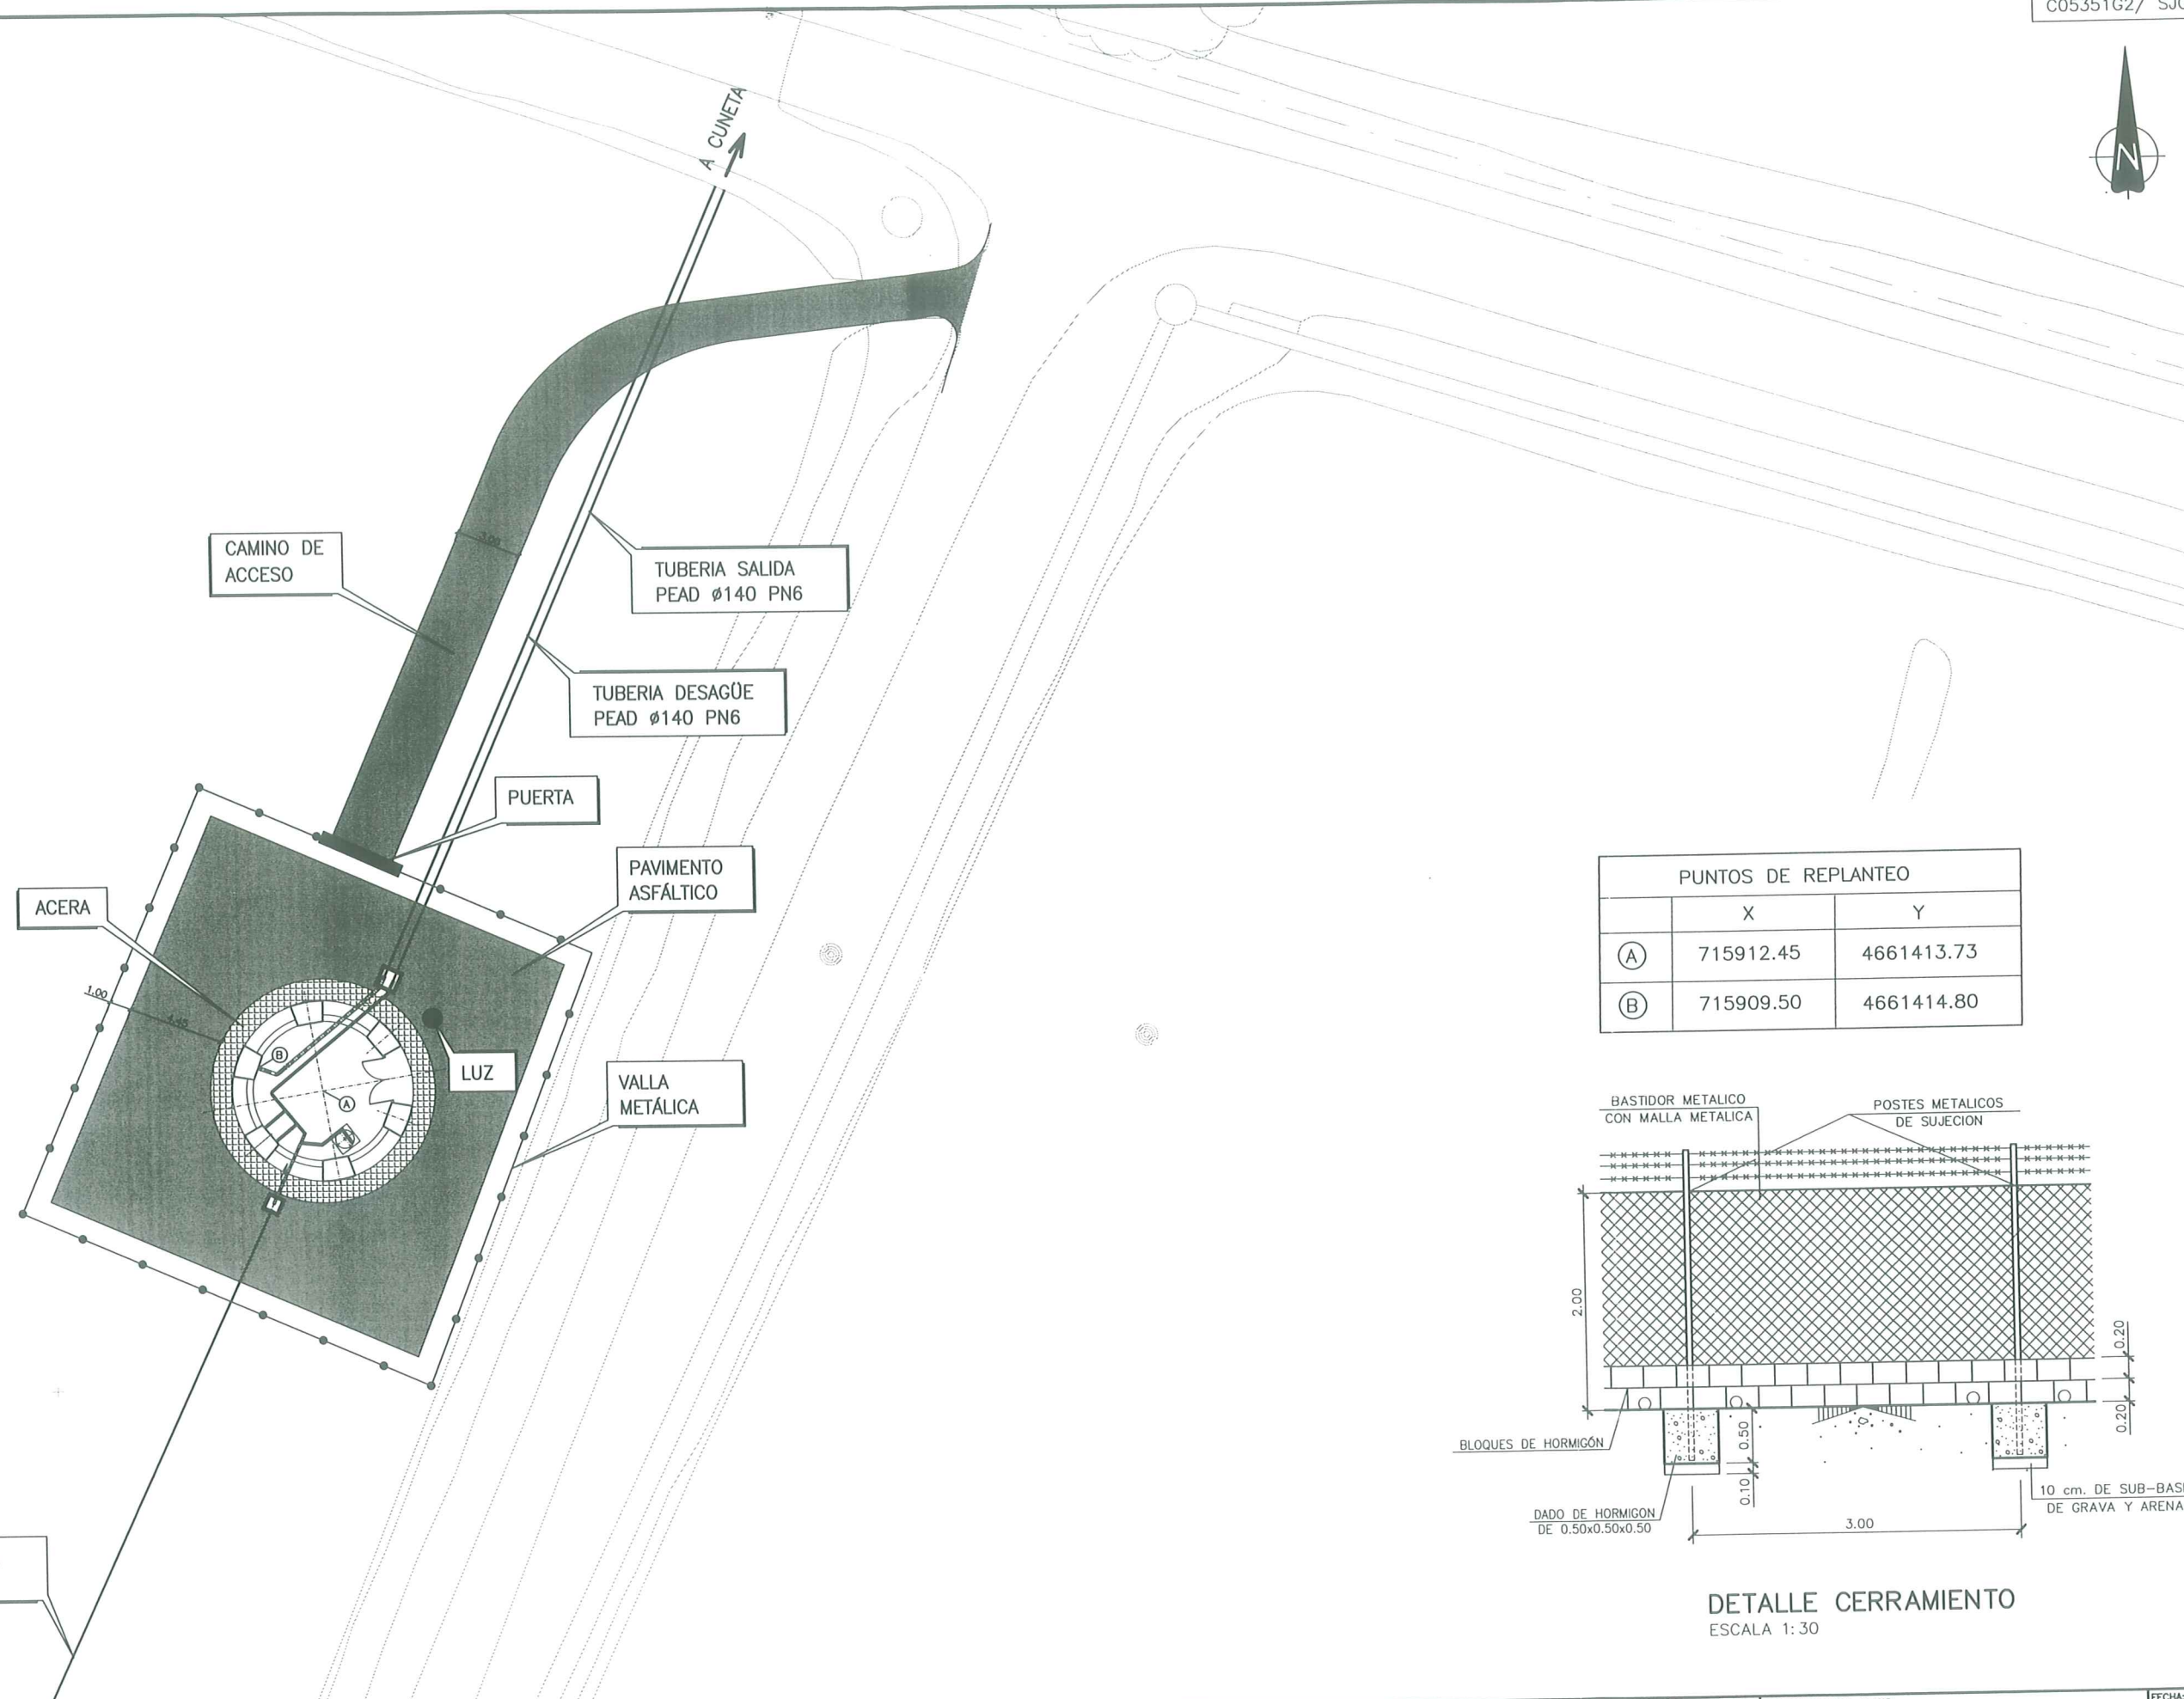 C05351G2/ SJ
N
A CUNETA
CAMINO DE
ACCESO
3.00
TUBERIA SALIDA
PEAD ø140 PN6
TUBERIA DESAGÜE
PEAD ø140 PN6
PUERTA
PAVIMENTO
ASFÁLTICO
ACERA
1.00
4.45
B
A
LUZ
VALLA
METÁLICA
PUNTOS DE REPLANTEO
X Y
A 715912.45 4661413.73
B 715909.50 4661414.80
BASTIDOR METALICO
CON MALLA METALICA
POSTES METALICOS
DE SUJECION
2.00
0.20
0.20
BLOQUES DE HORMIGÓN
0.50
0.10
DADO DE HORMIGON
DE 0.50x0.50x0.50
10 cm. DE SUB-BAS
DE GRAVA Y ARENA
3.00
DETALLE CERRAMIENTO
ESCALA 1:30
FECHA